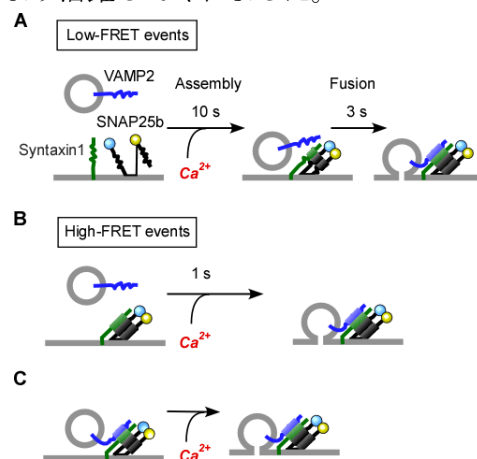 A
Low-FRET events
VAMP2
Assembly
Fusion
SNAP25b
10 s
3 s
Syntaxin1
Ca2+
B
High-FRET events
1 s
Ca2+
C
Ca2+